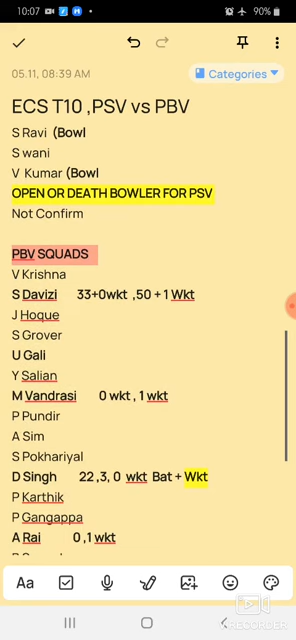 10:07
90%
05.11, 08:39 AM
Categories
ECS T10 ,PSV vs PBV
S Ravi (Bowl
S wani
V Kumar (Bowl
OPEN OR DEATH BOWLER FOR PSV
Not Confirm
PBV SQUADS
V Krishna
S Davizi 33+0wkt ,50 + 1 Wkt
J Hoque
S Grover
U Gali
Y Salian
M Vandrasi 0 wkt , 1 wkt
P Pundir
A Sim
S Pokhariyal
D Singh 22 ,3, 0 wkt Bat + Wkt
P Karthik
P Gangappa
A Rai 0 ,1 wkt
Aa
RECORDER